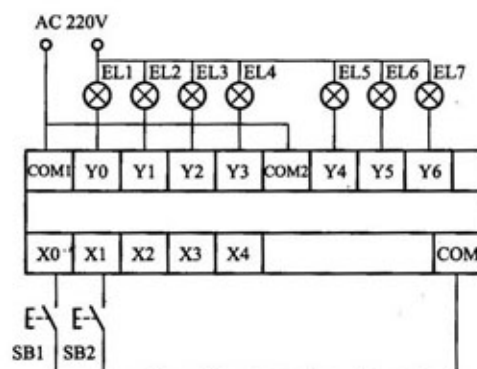 AC 220V
EL1 EL2 EL3 EL4 EL5 EL6 EL7
COM1 Y0 Y1 Y2 Y3 COM2 Y4 Y5 Y6
X0 X1 X2 X3 X4 COM
SB1 SB2